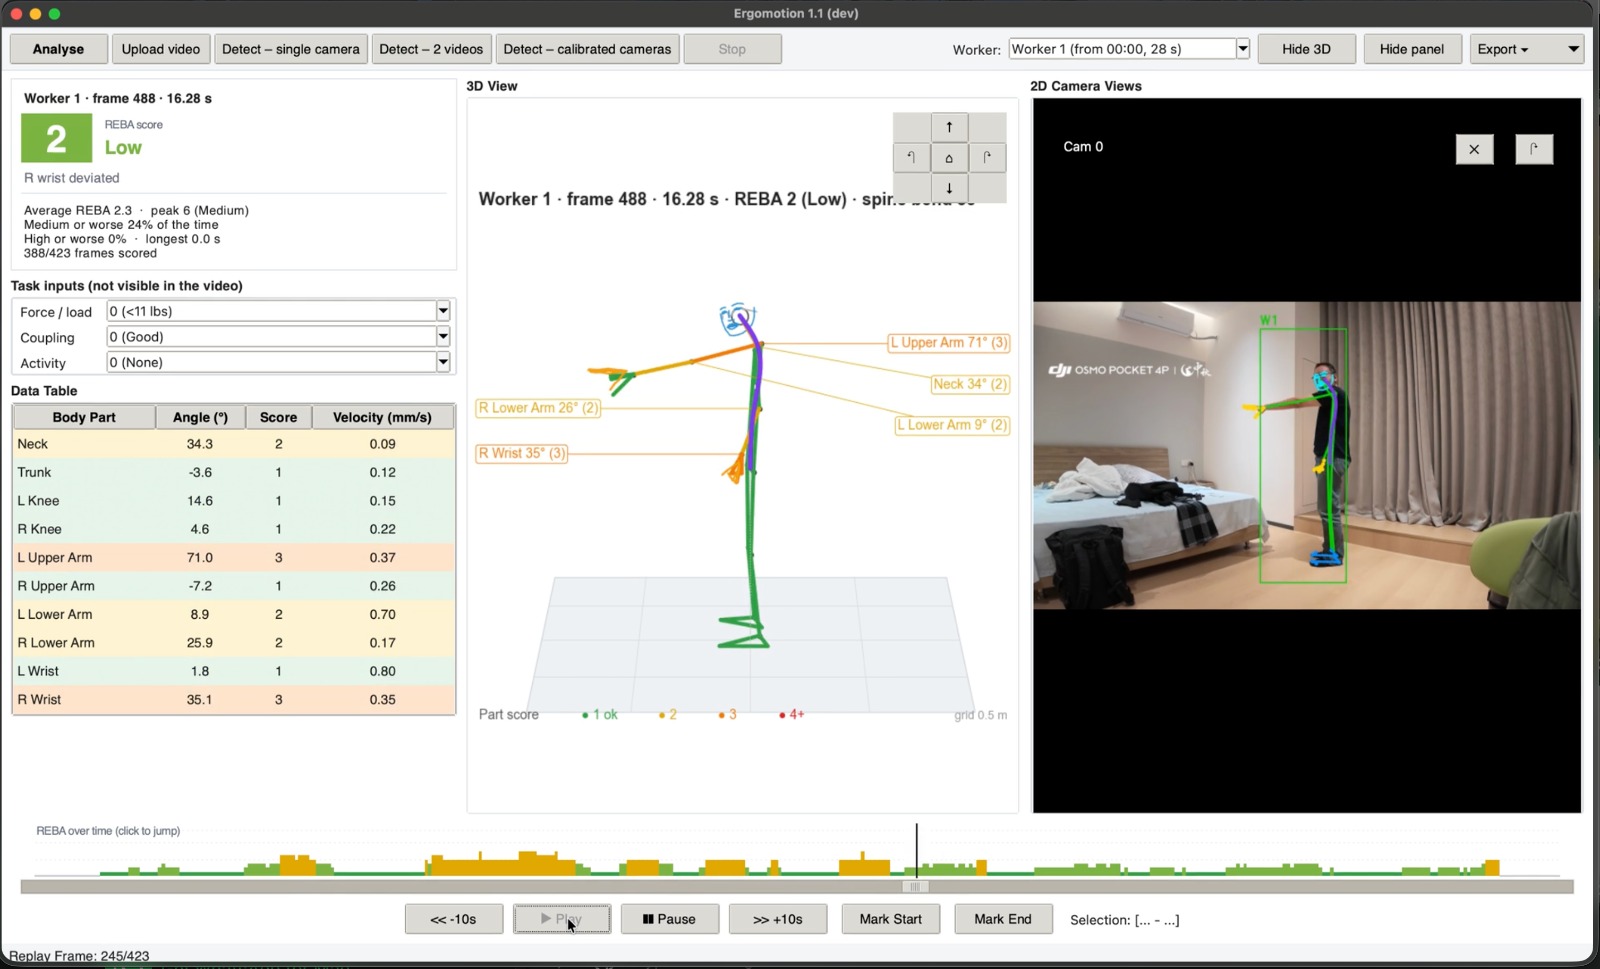 Ergomotion 1.1 (dev)
Analyse
Upload video
Detect – single camera
Detect – 2 videos
Detect – calibrated cameras
Stop
Worker:
Worker 1 (from 00:00, 28 s)
Hide 3D
Hide panel
Export
Worker 1 · frame 488 · 16.28 s
2
REBA score
Low
R wrist deviated
Average REBA 2.3 · peak 6 (Medium)
Medium or worse 24% of the time
High or worse 0% · longest 0.0 s
388/423 frames scored
Task inputs (not visible in the video)
Force / load 0 (<11 lbs)
Coupling 0 (Good)
Activity 0 (None)
Data Table
Body Part Angle (°) Score Velocity (mm/s)
Neck 34.3 2 0.09
Trunk -3.6 1 0.12
L Knee 14.6 1 0.15
R Knee 4.6 1 0.22
L Upper Arm 71.0 3 0.37
R Upper Arm -7.2 1 0.26
L Lower Arm 8.9 2 0.70
R Lower Arm 25.9 2 0.17
L Wrist 1.8 1 0.80
R Wrist 35.1 3 0.35
3D View
Worker 1 · frame 488 · 16.28 s · REBA 2 (Low) ·
L Upper Arm 71° (3)
Neck 34° (2)
R Lower Arm 26° (2)
L Lower Arm 9° (2)
R Wrist 35° (3)
Part score
1 ok
2
3
4+
grid 0.5 m
2D Camera Views
Cam 0
W1
dji OSMO POCKET 4P
REBA over time (click to jump)
<< -10s
Play
Pause
>> +10s
Mark Start
Mark End
Selection: [... - ...]
Replay Frame: 245/423